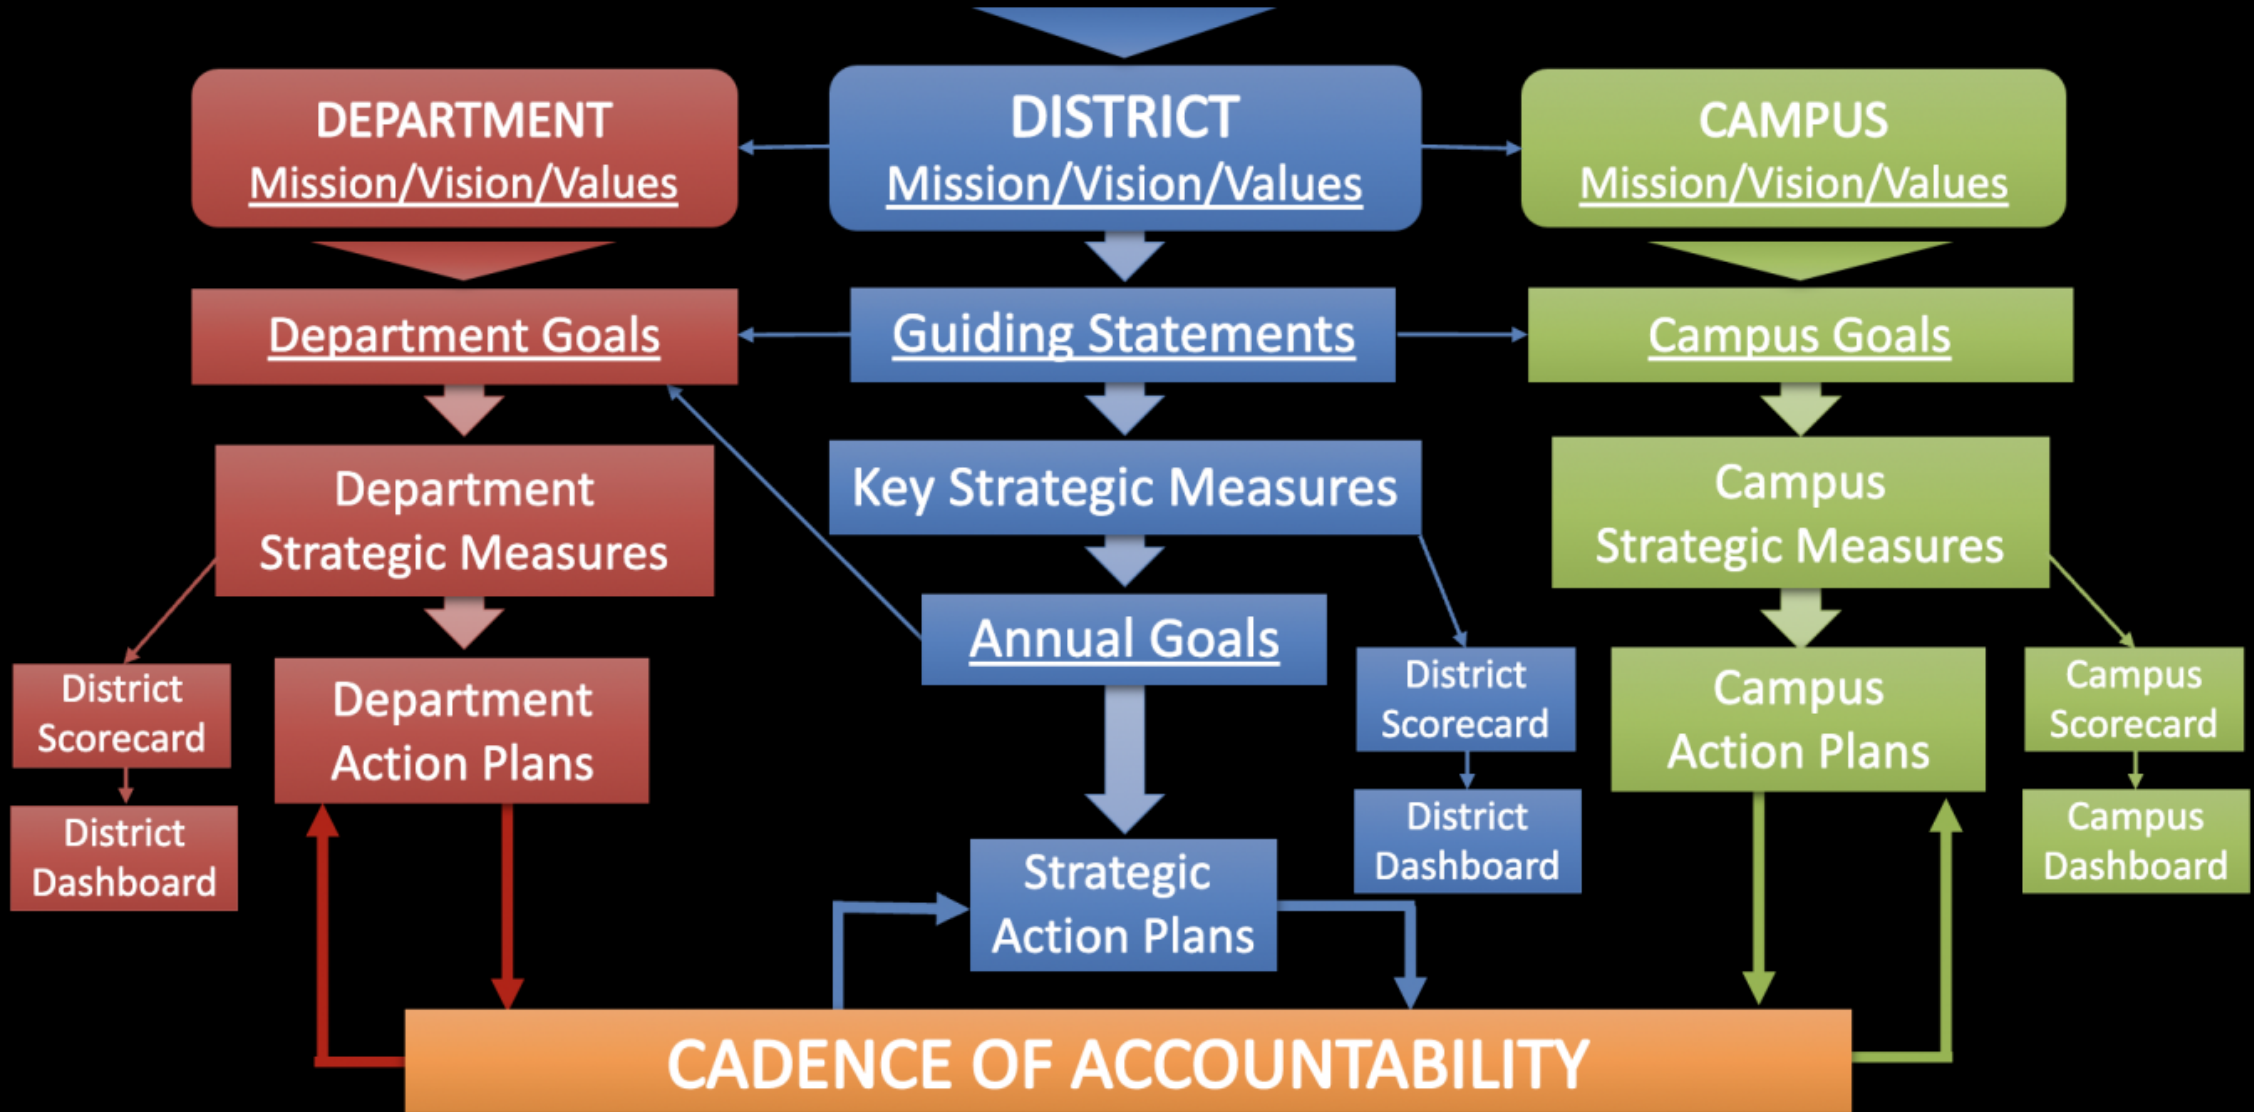 DEPARTMENT
Mission/Vision/Values
DISTRICT
Mission/Vision/Values
CAMPUS
Mission/Vision/Values
Department Goals
Guiding Statements
Campus Goals
Department
Strategic Measures
Key Strategic Measures
Campus
Strategic Measures
Annual Goals
District
Scorecard
Department
Action Plans
District
Scorecard
Campus
Action Plans
Campus
Scorecard
District
Dashboard
Strategic
Action Plans
District
Dashboard
Campus
Dashboard
CADENCE OF ACCOUNTABILITY